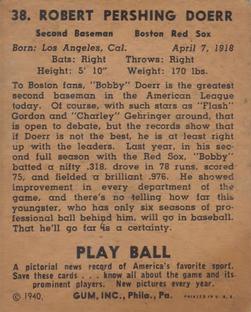 38. ROBERT PERSHING DOERR
Second Baseman Boston Red Sox
Born: Los Angeles, Cal. April 7, 1918
Bats: Right Throws: Right
Height: 5' 10" Weight: 170 lbs.
To Boston fans, "Bobby" Doerr is the greatest
second baseman in the American League
today. Of course, with such stars as "Flash"
Gordon and "Charley" Gehringer around, that
is open to debate, but the records show that
if Doerr is not the best, he is at least right
up with the leaders. Last year, in his sec-
ond full season with the Red Sox, "Bobby"
batted a nifty .318, drove in 78 runs, scored
75, and fielded a brilliant .976. He showed
improvement in every department of the
game, and there's no telling how far this
youngster, who has only six seasons of pro-
fessional ball behind him, will go in baseball.
That he'll go far is a certainty.
PLAY BALL
A pictorial news record of America's favorite sport.
Save these cards . . . know all about the game and its
prominent players. New pictures every year.
© 1940, GUM, INC., Phila., Pa. PRINTED IN U. S. A.